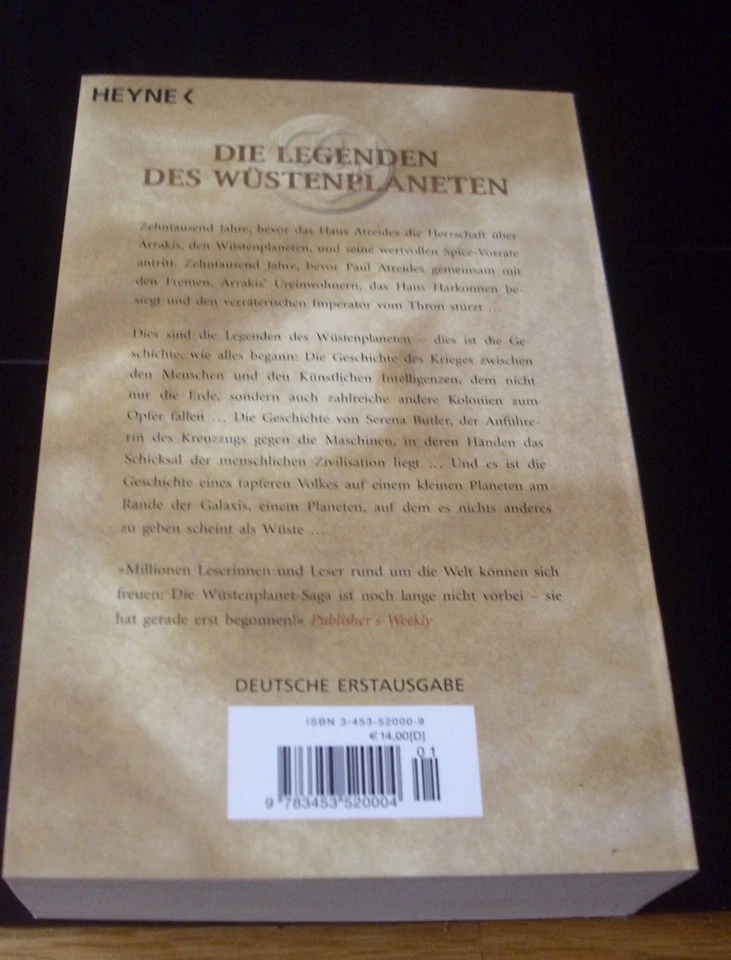 HEYNE
DIE LEGENDEN
DES WÜSTENPLANETEN
Zehntausend Jahre, bevor das Haus Atreides die Herrschaft über
Arrakis, den Wüstenplaneten, und seine wertvollen Spice-Vorräte
antritt. Zehntausend Jahre, bevor Paul Atreides gemeinsam mit
den Fremen, Arrakis' Ureinwohnern, das Haus Harkonnen be-
siegt und den verräterischen Imperator vom Thron stürzt ...
Dies sind die Legenden des Wüstenplaneten – dies ist die Ge-
schichte, wie alles begann: Die Geschichte des Krieges zwischen
den Menschen und den Künstlichen Intelligenzen, dem nicht
nur die Erde, sondern auch zahlreiche andere Kolonien zum
Opfer fallen ... Die Geschichte von Serena Butler, der Anführe-
rin des Kreuzzugs gegen die Maschinen, in deren Händen das
Schicksal der menschlichen Zivilisation liegt ... Und es ist die
Geschichte eines tapferen Volkes auf einem kleinen Planeten am
Rande der Galaxis, einem Planeten, auf dem es nichts anderes
zu geben scheint als Wüste ...
»Millionen Leserinnen und Leser rund um die Welt können sich
freuen: Die Wüstenplanet-Saga ist noch lange nicht vorbei – sie
hat gerade erst begonnen!« Publisher's Weekly
DEUTSCHE ERSTAUSGABE
ISBN 3-453-52000-9
€ 14,00[D]
01
9 783453 520004